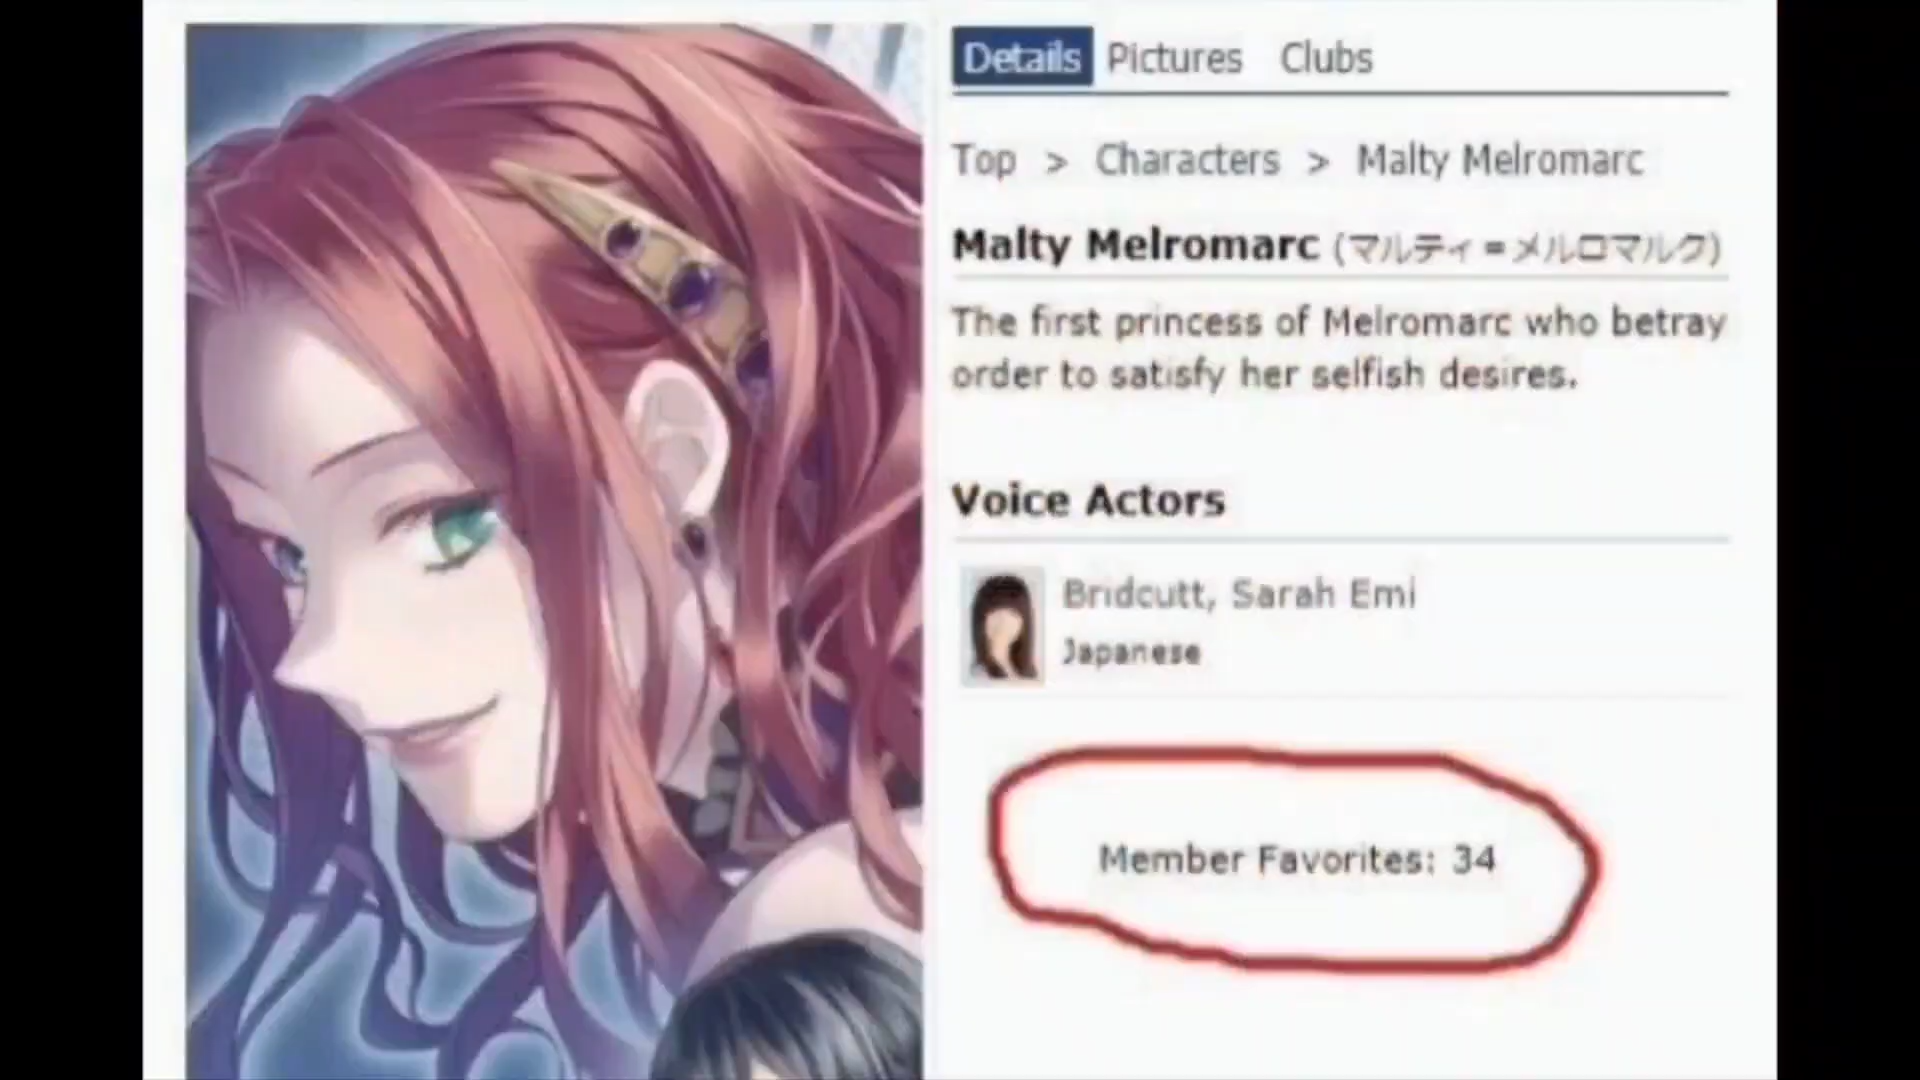 Details Pictures Clubs
Top > Characters > Malty Melromarc
Malty Melromarc (マルティ=メルロマルク)
The first princess of Melromarc who betray
order to satisfy her selfish desires.
Voice Actors
Bridcutt, Sarah Emi
Japanese
Member Favorites: 34